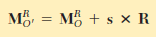 M^R_{O'} = M^R_O + s × R